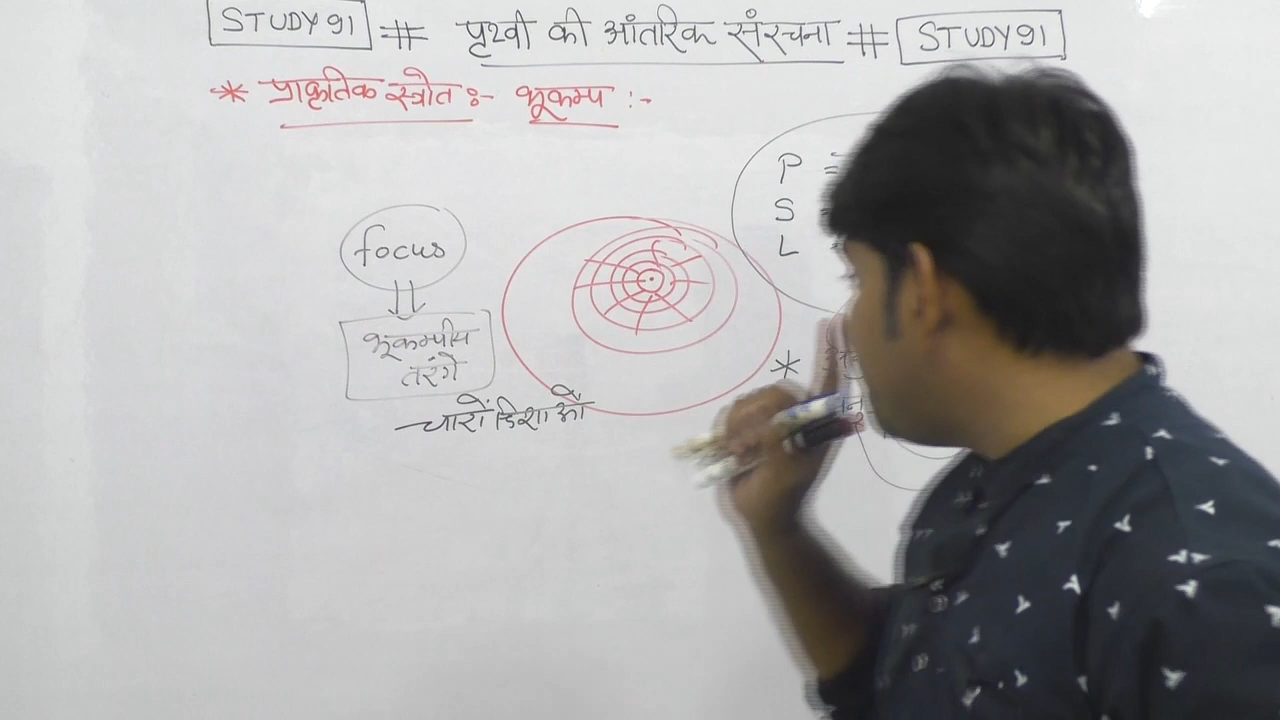 STUDY91 # पृथ्वी की आंतरिक संरचना # STUDY91
* प्राकृतिक स्त्रोत :- भूकम्प :-
P =
S =
L =
focus
भूकम्पीय
तरंगे
चारों दिशाओं
*